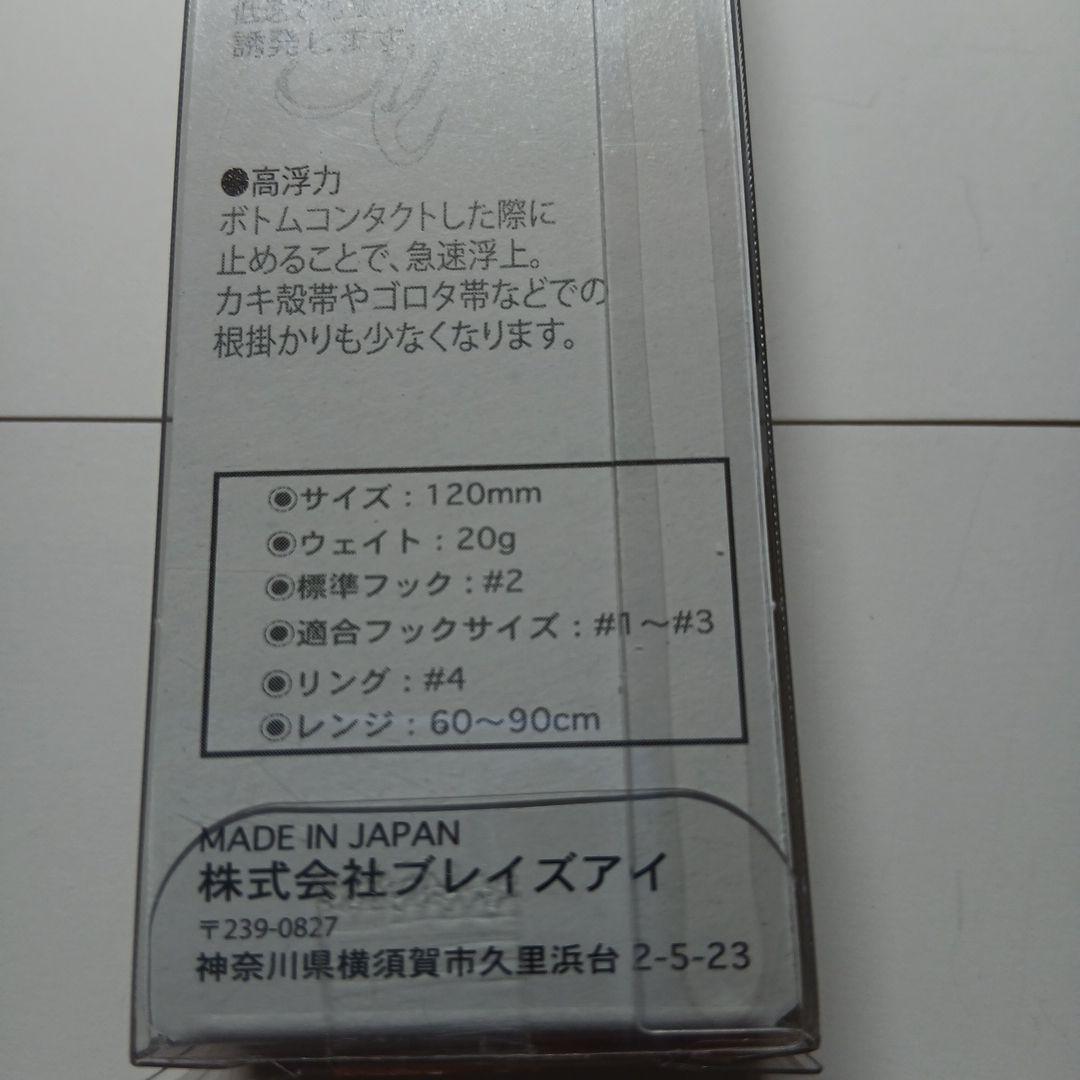 誘発します。
●高浮力
ボトムコンタクトした際に
止めることで、急速浮上。
カキ殻帯やゴロタ帯などでの
根掛かりも少なくなります。
◉サイズ：120mm
◉ウェイト：20g
◉標準フック：#2
◉適合フックサイズ：#1～#3
◉リング：#4
◉レンジ：60～90cm
MADE IN JAPAN
株式会社ブレイズアイ
〒239-0827
神奈川県横須賀市久里浜台 2-5-23